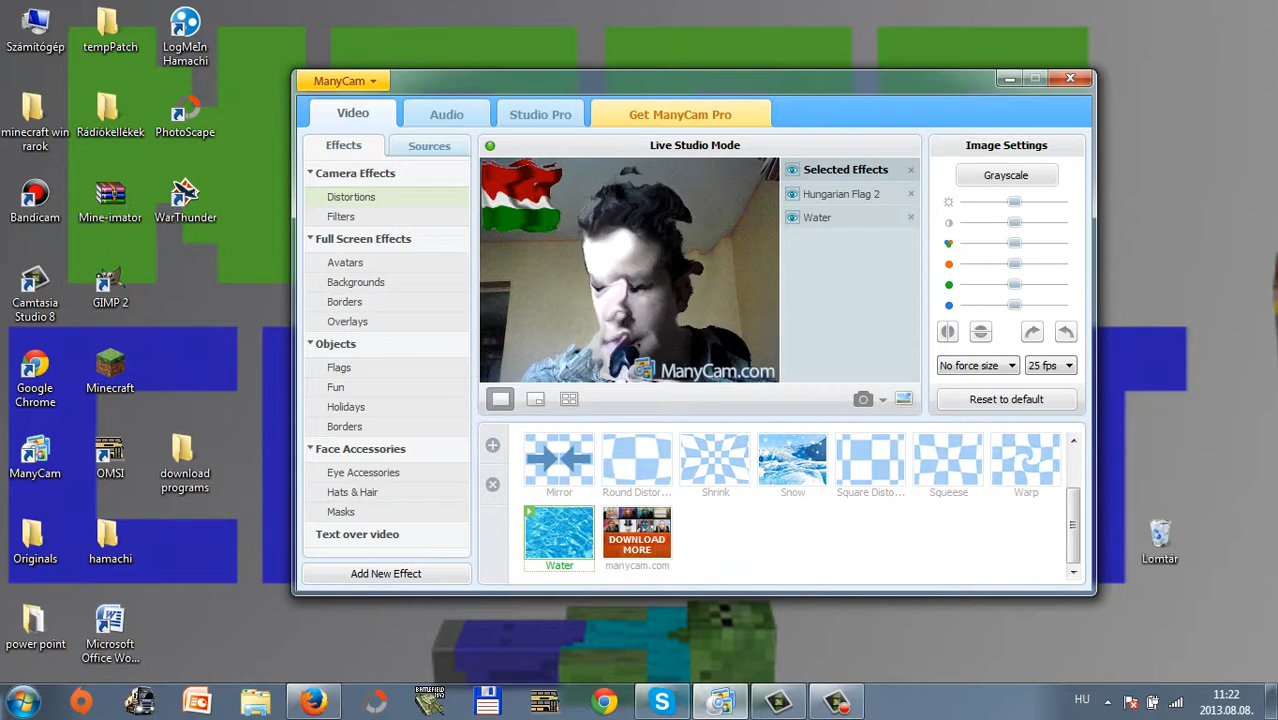 Számítógép
tempPatch
LogMeIn
Hamachi
minecraft win
rarok
Rádiókellékek
PhotoScape
Bandicam
Mine-imator
WarThunder
Camtasia
Studio 8
GIMP 2
Google
Chrome
Minecraft
ManyCam
OMSI
download
programs
Originals
hamachi
power point
Microsoft
Office Wo...
Lomtár
ManyCam
Video
Audio
Studio Pro
Get ManyCam Pro
Effects
Sources
Camera Effects
Distortions
Filters
Full Screen Effects
Avatars
Backgrounds
Borders
Overlays
Objects
Flags
Fun
Holidays
Borders
Face Accessories
Eye Accessories
Hats & Hair
Masks
Text over video
Add New Effect
Live Studio Mode
ManyCam.com
Selected Effects
Hungarian Flag 2
Water
Image Settings
Grayscale
No force size
25 fps
Reset to default
Mirror
Round Distor...
Shrink
Snow
Square Disto...
Squeese
Warp
Water
DOWNLOAD
MORE
manycam.com
HU
11:22
2013.08.08.